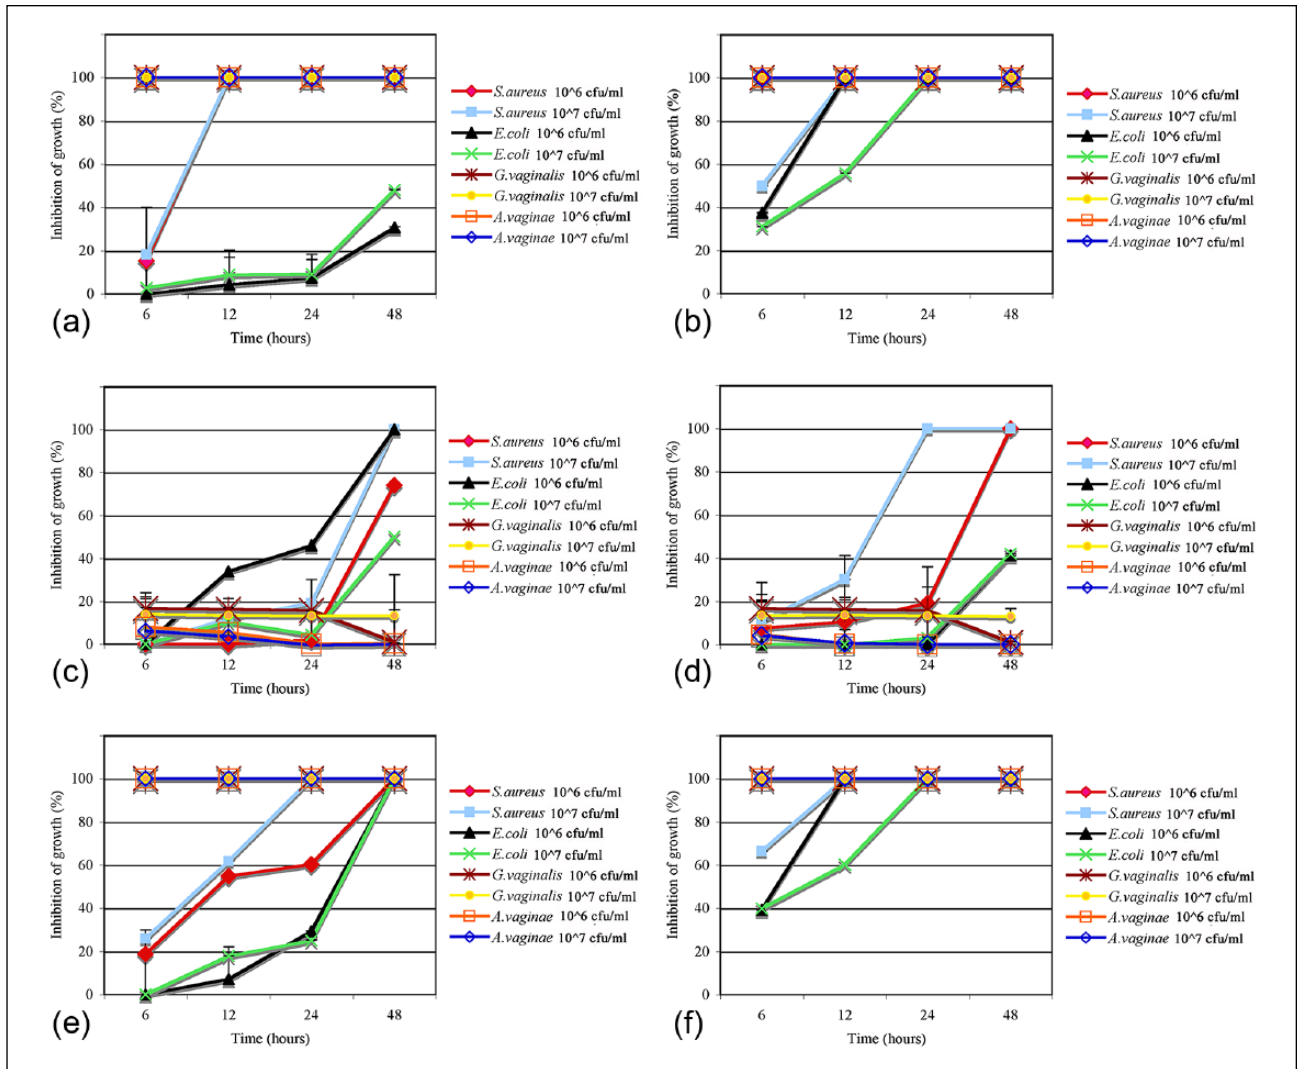 Inhibition of growth (%)
100
80
60
40
20
0
6 12 24 48
Time (hours)
(a)
S.aureus 10^6 cfu/ml
S.aureus 10^7 cfu/ml
E.coli 10^6 cfu/ml
E.coli 10^7 cfu/ml
G.vaginalis 10^6 cfu/ml
G.vaginalis 10^7 cfu/ml
A.vaginae 10^6 cfu/ml
A.vaginae 10^7 cfu/ml
Inhibition of growth (%)
100
80
60
40
20
0
6 12 24 48
Time (hours)
(b)
S.aureus 10^6 cfu/ml
S.aureus 10^7 cfu/ml
E.coli 10^6 cfu/ml
E.coli 10^7 cfu/ml
G.vaginalis 10^6 cfu/ml
G.vaginalis 10^7 cfu/ml
A.vaginae 10^6 cfu/ml
A.vaginae 10^7 cfu/ml
Inhibition of growth (%)
100
80
60
40
20
0
6 12 24 48
Time (hours)
(c)
S.aureus 10^6 cfu/ml
S.aureus 10^7 cfu/ml
E.coli 10^6 cfu/ml
E.coli 10^7 cfu/ml
G.vaginalis 10^6 cfu/ml
G.vaginalis 10^7 cfu/ml
A.vaginae 10^6 cfu/ml
A.vaginae 10^7 cfu/ml
Inhibition of growth (%)
100
80
60
40
20
0
6 12 24 48
Time (hours)
(d)
S.aureus 10^6 cfu/ml
S.aureus 10^7 cfu/ml
E.coli 10^6 cfu/ml
E.coli 10^7 cfu/ml
G.vaginalis 10^6 cfu/ml
G.vaginalis 10^7 cfu/ml
A.vaginae 10^6 cfu/ml
A.vaginae 10^7 cfu/ml
Inhibition of growth (%)
100
80
60
40
20
0
6 12 24 48
Time (hours)
(e)
S.aureus 10^6 cfu/ml
S.aureus 10^7 cfu/ml
E.coli 10^6 cfu/ml
E.coli 10^7 cfu/ml
G.vaginalis 10^6 cfu/ml
G.vaginalis 10^7 cfu/ml
A.vaginae 10^6 cfu/ml
A.vaginae 10^7 cfu/ml
Inhibition of growth (%)
100
80
60
40
20
0
6 12 24 48
Time (hours)
(f)
S.aureus 10^6 cfu/ml
S.aureus 10^7 cfu/ml
E.coli 10^6 cfu/ml
E.coli 10^7 cfu/ml
G.vaginalis 10^6 cfu/ml
G.vaginalis 10^7 cfu/ml
A.vaginae 10^6 cfu/ml
A.vaginae 10^7 cfu/ml